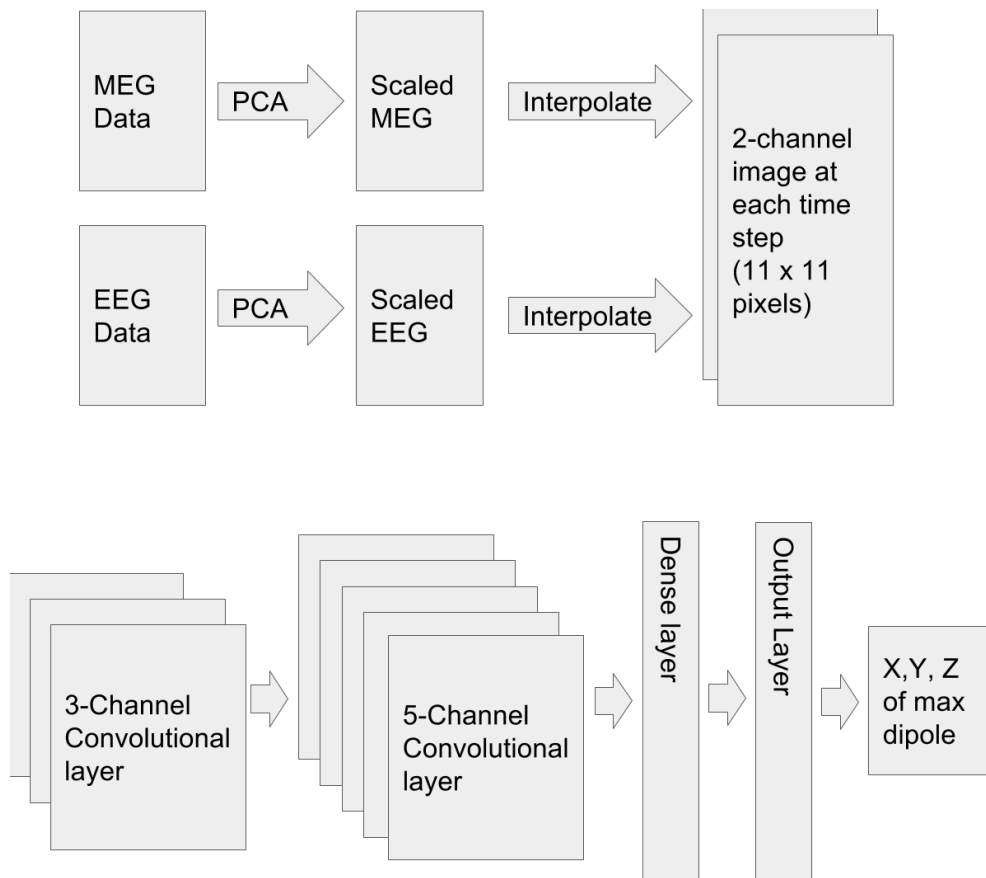 MEG
Data
PCA
Scaled
MEG
Interpolate
2-channel
image at
each time
step
(11 x 11
pixels)
EEG
Data
PCA
Scaled
EEG
Interpolate
3-Channel
Convolutional
layer
5-Channel
Convolutional
layer
Dense layer
Output Layer
X,Y, Z
of max
dipole